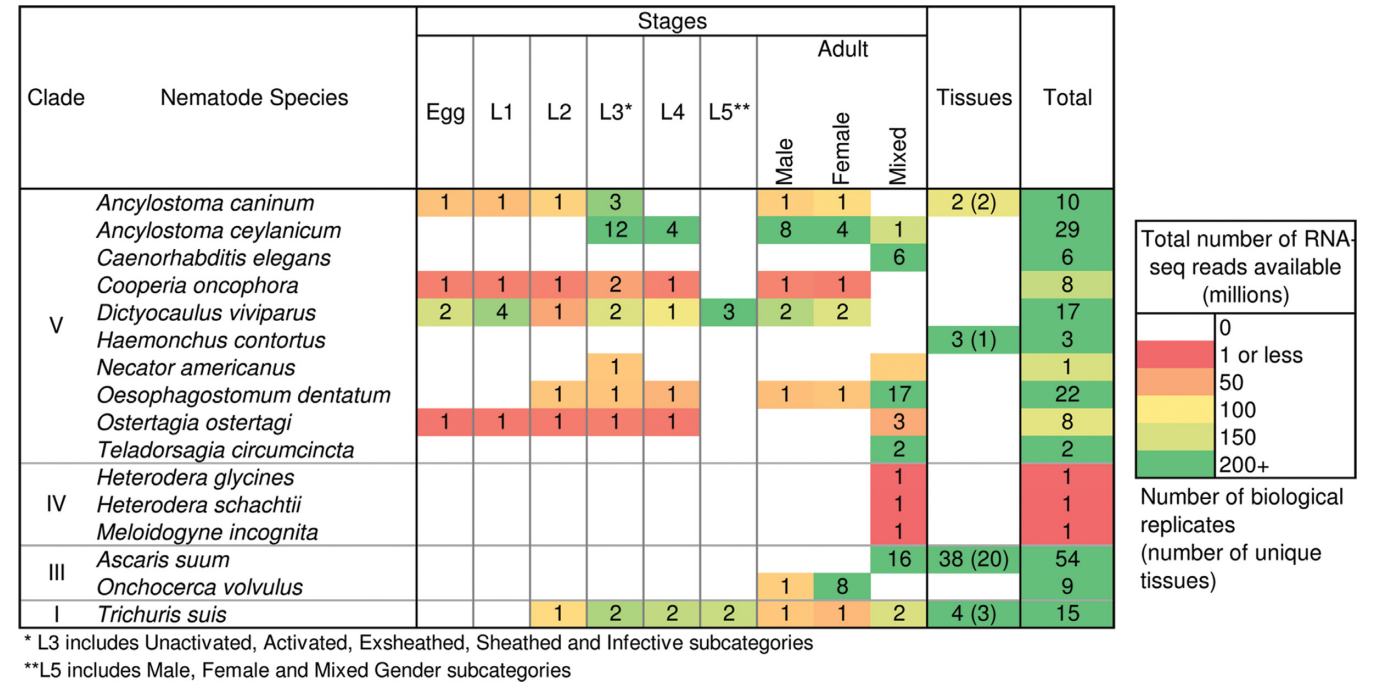 Stages
Adult
Clade Nematode Species Egg L1 L2 L3* L4 L5** Male Female Mixed Tissues Total
V
Ancylostoma caninum 1 1 1 3 1 1 2 (2) 10
Ancylostoma ceylanicum 12 4 8 4 1 29
Caenorhabditis elegans 6 6
Cooperia oncophora 1 1 1 2 1 1 1 8
Dictyocaulus viviparus 2 4 1 2 1 3 2 2 17
Haemonchus contortus 3 (1) 3
Necator americanus 1 1
Oesophagostomum dentatum 1 1 1 1 1 17 22
Ostertagia ostertagi 1 1 1 1 1 3 8
Teladorsagia circumcincta 2 2
IV
Heterodera glycines 1 1
Heterodera schachtii 1 1
Meloidogyne incognita 1 1
III
Ascaris suum 16 38 (20) 54
Onchocerca volvulus 1 8 9
I Trichuris suis 1 2 2 2 1 1 2 4 (3) 15
* L3 includes Unactivated, Activated, Exsheathed, Sheathed and Infective subcategories
**L5 includes Male, Female and Mixed Gender subcategories
Total number of RNA-
seq reads available
(millions)
0
1 or less
50
100
150
200+
Number of biological
replicates
(number of unique
tissues)